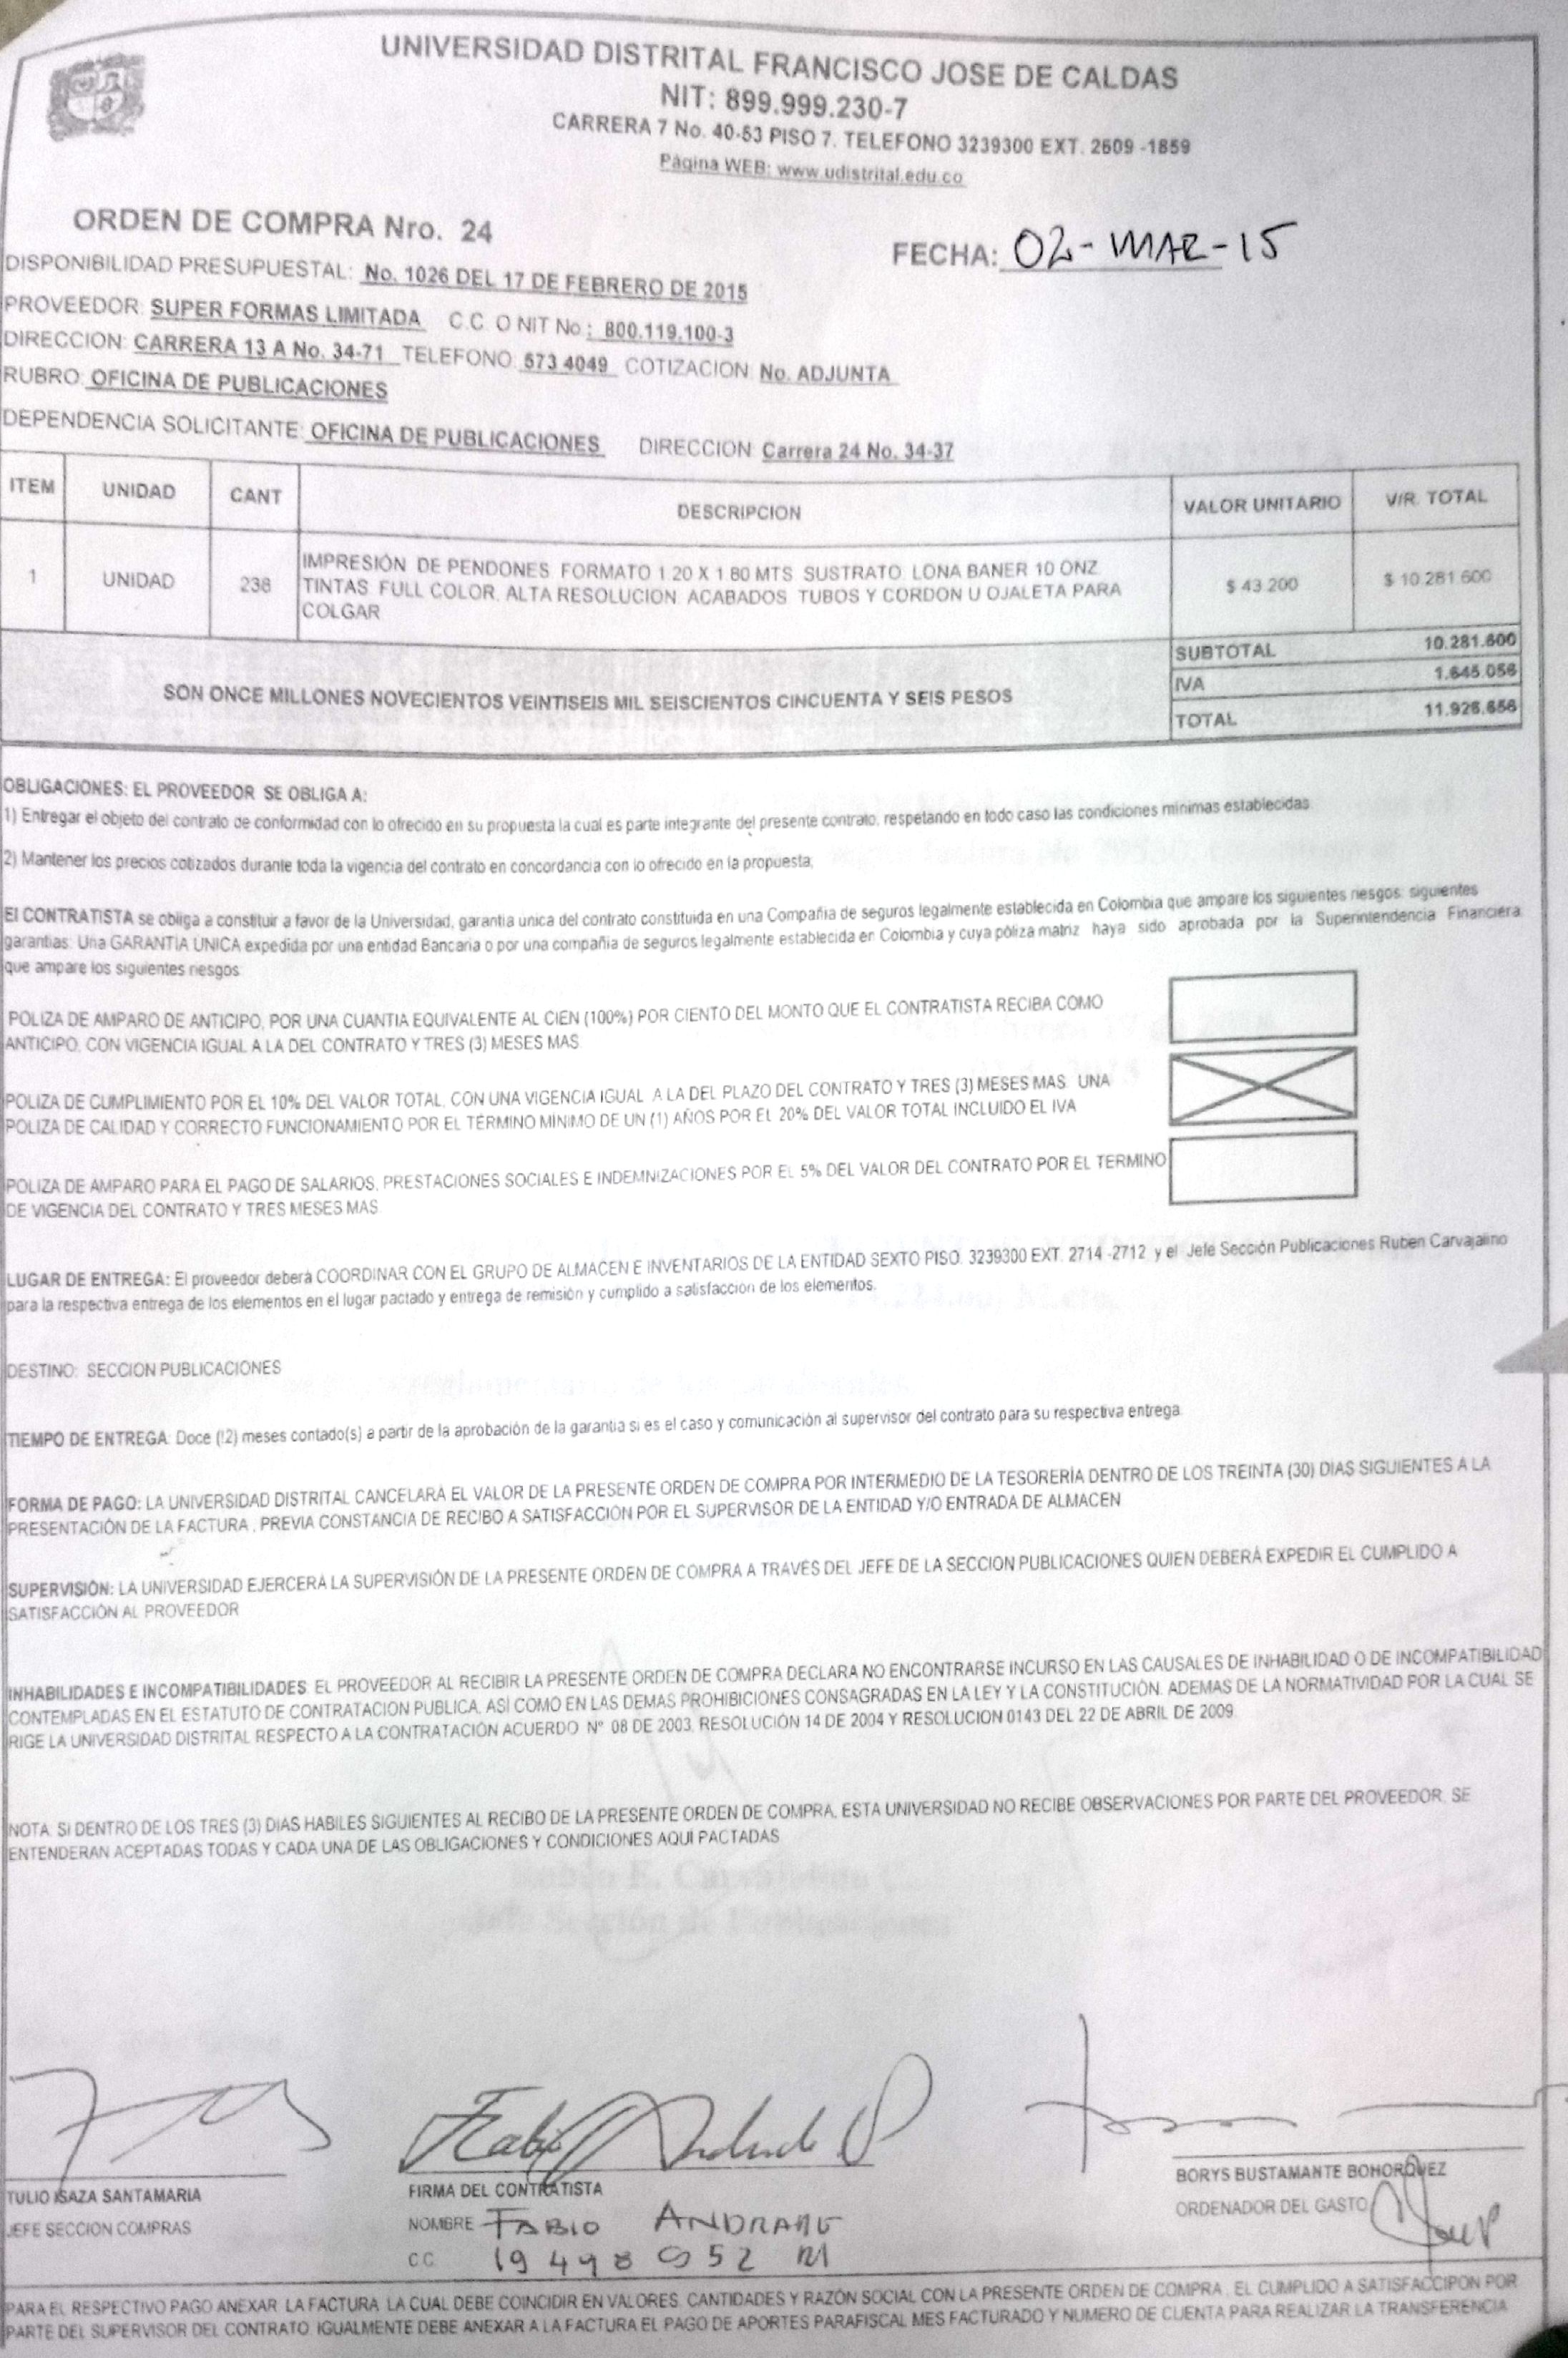 UNIVERSIDAD DISTRITAL FRANCISCO JOSE DE CALDAS
NIT: 899.999.230-7
CARRERA 7 No. 40-53 PISO 7. TELEFONO 3239300 EXT. 2609 -1859
Página WEB: www.udistrital.edu.co
ORDEN DE COMPRA Nro. 24
FECHA: 02-MAR-15
DISPONIBILIDAD PRESUPUESTAL: No. 1026 DEL 17 DE FEBRERO DE 2015
PROVEEDOR: SUPER FORMAS LIMITADA C.C. O NIT No.: 800.119.100-3
DIRECCION: CARRERA 13 A No. 34-71 TELEFONO: 573 4049 COTIZACION: No. ADJUNTA
RUBRO: OFICINA DE PUBLICACIONES
DEPENDENCIA SOLICITANTE: OFICINA DE PUBLICACIONES DIRECCION: Carrera 24 No. 34-37
ITEM UNIDAD CANT DESCRIPCION VALOR UNITARIO V/R. TOTAL
IMPRESIÓN DE PENDONES. FORMATO 1.20 X 1.80 MTS SUSTRATO. LONA BANER 10 ONZ.
1 UNIDAD 238 TINTAS. FULL COLOR. ALTA RESOLUCION. ACABADOS. TUBOS Y CORDON U OJALETA PARA $ 43.200 $ 10.281.600
COLGAR.
SUBTOTAL 10.281.600
SON ONCE MILLONES NOVECIENTOS VEINTISEIS MIL SEISCIENTOS CINCUENTA Y SEIS PESOS IVA 1.645.056
TOTAL 11.926.656
OBLIGACIONES: EL PROVEEDOR SE OBLIGA A:
1) Entregar el objeto del contrato de conformidad con lo ofrecido en su propuesta la cual es parte integrante del presente contrato, respetando en todo caso las condiciones mínimas establecidas.
2) Mantener los precios cotizados durante toda la vigencia del contrato en concordancia con lo ofrecido en la propuesta;
El CONTRATISTA se obliga a constituir a favor de la Universidad, garantía unica del contrato constituida en una Compañía de seguros legalmente establecida en Colombia que ampare los siguientes riesgos: siguientes
garantias: Una GARANTIA UNICA expedida por una entidad Bancaria o por una compañía de seguros legalmente establecida en Colombia y cuya póliza matriz haya sido aprobada por la Superintendencia Financiera
que ampare los siguientes riesgos:
POLIZA DE AMPARO DE ANTICIPO, POR UNA CUANTIA EQUIVALENTE AL CIEN (100%) POR CIENTO DEL MONTO QUE EL CONTRATISTA RECIBA COMO
ANTICIPO, CON VIGENCIA IGUAL A LA DEL CONTRATO Y TRES (3) MESES MAS.
POLIZA DE CUMPLIMIENTO POR EL 10% DEL VALOR TOTAL, CON UNA VIGENCIA IGUAL A LA DEL PLAZO DEL CONTRATO Y TRES (3) MESES MAS. UNA
POLIZA DE CALIDAD Y CORRECTO FUNCIONAMIENTO POR EL TÉRMINO MÍNIMO DE UN (1) AÑOS POR EL 20% DEL VALOR TOTAL INCLUIDO EL IVA
POLIZA DE AMPARO PARA EL PAGO DE SALARIOS, PRESTACIONES SOCIALES E INDEMNIZACIONES POR EL 5% DEL VALOR DEL CONTRATO POR EL TERMINO
DE VIGENCIA DEL CONTRATO Y TRES MESES MAS.
LUGAR DE ENTREGA: El proveedor deberá COORDINAR CON EL GRUPO DE ALMACEN E INVENTARIOS DE LA ENTIDAD SEXTO PISO. 3239300 EXT. 2714 -2712 y el Jefe Sección Publicaciones Ruben Carvajalino
para la respectiva entrega de los elementos en el lugar pactado y entrega de remisión y cumplido a satisfaccion de los elementos.
DESTINO: SECCION PUBLICACIONES
TIEMPO DE ENTREGA: Doce (12) meses contado(s) a partir de la aprobación de la garantia si es el caso y comunicación al supervisor del contrato para su respectiva entrega.
FORMA DE PAGO: LA UNIVERSIDAD DISTRITAL CANCELARÁ EL VALOR DE LA PRESENTE ORDEN DE COMPRA POR INTERMEDIO DE LA TESORERÍA DENTRO DE LOS TREINTA (30) DÍAS SIGUIENTES A LA
PRESENTACIÓN DE LA FACTURA, PREVIA CONSTANCIA DE RECIBO A SATISFACCIÓN POR EL SUPERVISOR DE LA ENTIDAD Y/O ENTRADA DE ALMACEN
SUPERVISIÓN: LA UNIVERSIDAD EJERCERÁ LA SUPERVISIÓN DE LA PRESENTE ORDEN DE COMPRA A TRAVÉS DEL JEFE DE LA SECCION PUBLICACIONES QUIEN DEBERÁ EXPEDIR EL CUMPLIDO A
SATISFACCIÓN AL PROVEEDOR
INHABILIDADES E INCOMPATIBILIDADES: EL PROVEEDOR AL RECIBIR LA PRESENTE ORDEN DE COMPRA DECLARA NO ENCONTRARSE INCURSO EN LAS CAUSALES DE INHABILIDAD O DE INCOMPATIBILIDAD
CONTEMPLADAS EN EL ESTATUTO DE CONTRATACION PUBLICA, ASÍ COMO EN LAS DEMAS PROHIBICIONES CONSAGRADAS EN LA LEY Y LA CONSTITUCIÓN. ADEMAS DE LA NORMATIVIDAD POR LA CUAL SE
RIGE LA UNIVERSIDAD DISTRITAL RESPECTO A LA CONTRATACIÓN ACUERDO N° 08 DE 2003, RESOLUCIÓN 14 DE 2004 Y RESOLUCION 0143 DEL 22 DE ABRIL DE 2009.
NOTA. SI DENTRO DE LOS TRES (3) DIAS HABILES SIGUIENTES AL RECIBO DE LA PRESENTE ORDEN DE COMPRA, ESTA UNIVERSIDAD NO RECIBE OBSERVACIONES POR PARTE DEL PROVEEDOR, SE
ENTENDERAN ACEPTADAS TODAS Y CADA UNA DE LAS OBLIGACIONES Y CONDICIONES AQUÍ PACTADAS
TULIO ISAZA SANTAMARIA
JEFE SECCION COMPRAS
FIRMA DEL CONTRATISTA
NOMBRE FABIO ANDRADE
C.C. 19498052
BORYS BUSTAMANTE BOHORQUEZ
ORDENADOR DEL GASTO
PARA EL RESPECTIVO PAGO ANEXAR LA FACTURA LA CUAL DEBE COINCIDIR EN VALORES, CANTIDADES Y RAZÓN SOCIAL CON LA PRESENTE ORDEN DE COMPRA, EL CUMPLIDO A SATISFACCIPON POR
PARTE DEL SUPERVISOR DEL CONTRATO. IGUALMENTE DEBE ANEXAR A LA FACTURA EL PAGO DE APORTES PARAFISCAL MES FACTURADO Y NUMERO DE CUENTA PARA REALIZAR LA TRANSFERENCIA